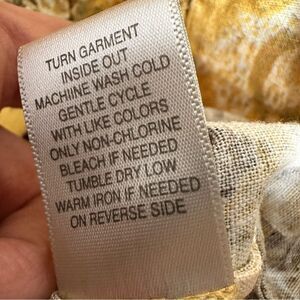 TURN GARMENT
INSIDE OUT
MACHINE WASH COLD
GENTLE CYCLE
WITH LIKE COLORS
ONLY NON-CHLORINE
BLEACH IF NEEDED
TUMBLE DRY LOW
WARM IRON IF NEEDED
ON REVERSE SIDE